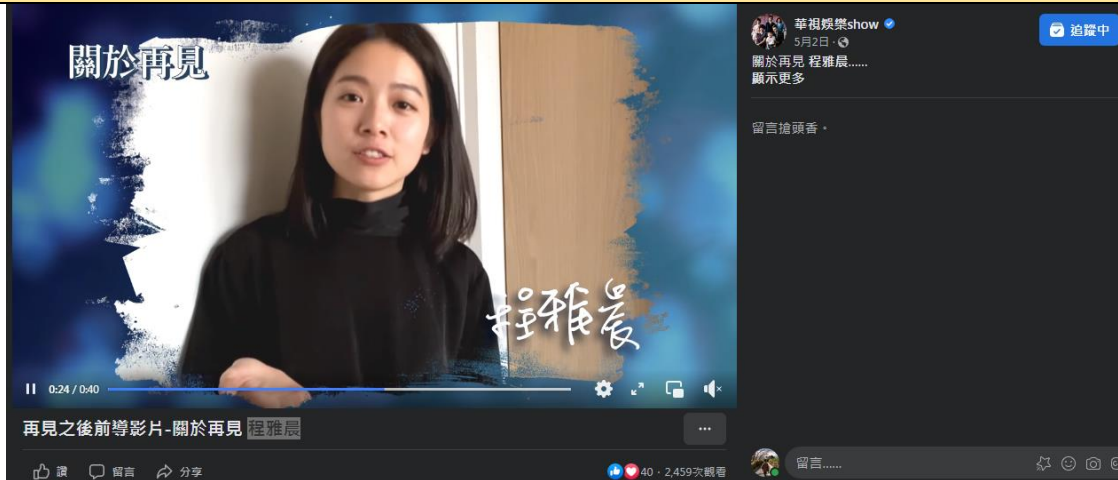 關於再見
程雅晨
0:24 / 0:40
再見之後前導影片-關於再見 程雅晨
讚 留言 分享
40 · 2,459次觀看
華視娛樂show
5月2日 ·
追蹤中
關於再見 程雅晨......
顯示更多
留言搶頭香。
留言......